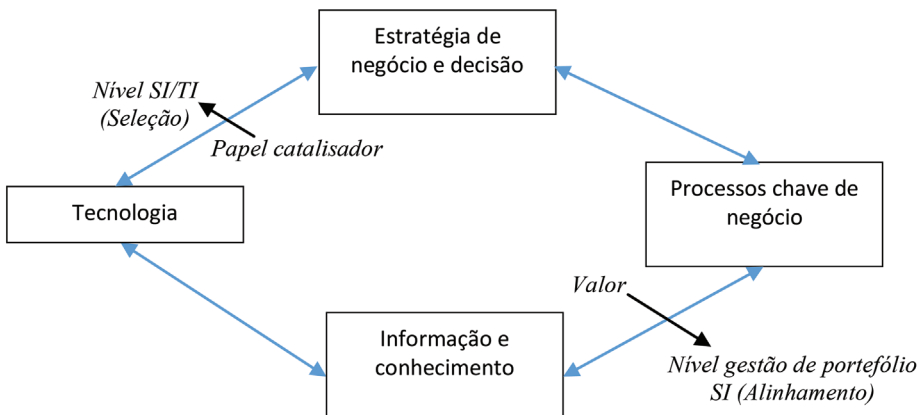 Estratégia de
negócio e decisão
Nível SI/TI
(Seleção)
Papel catalisador
Tecnologia
Processos chave de
negócio
Valor
Informação e
conhecimento
Nível gestão de portefólio
SI (Alinhamento)